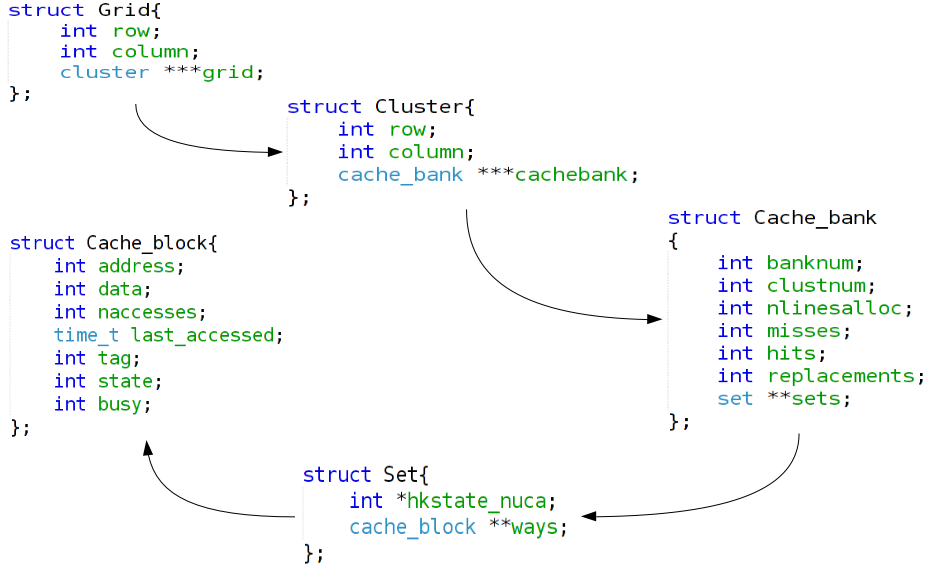 struct Grid{
int row;
int column;
cluster ***grid;
};
struct Cluster{
int row;
int column;
cache_bank ***cachebank;
};
struct Cache_bank
{
int banknum;
int clustnum;
int nlinesalloc;
int misses;
int hits;
int replacements;
set **sets;
};
struct Set{
int *hkstate_nuca;
cache_block **ways;
};
struct Cache_block{
int address;
int data;
int naccesses;
time_t last_accessed;
int tag;
int state;
int busy;
};